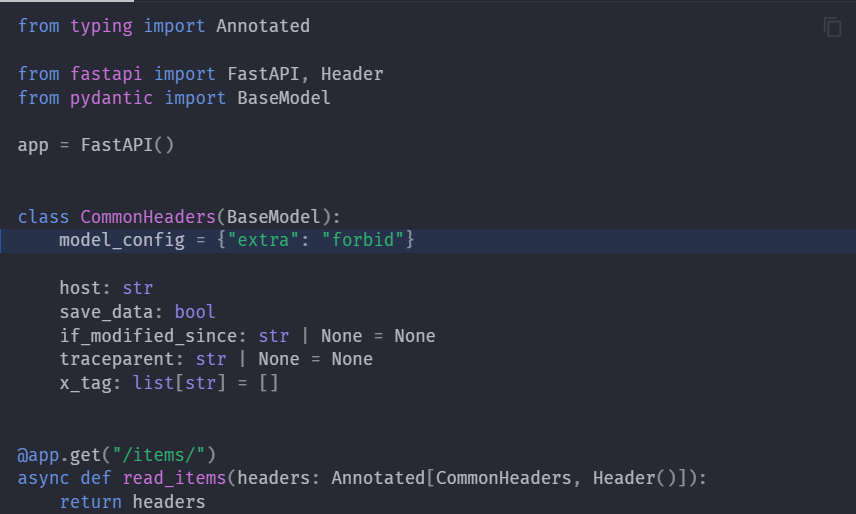 from typing import Annotated
from fastapi import FastAPI, Header
from pydantic import BaseModel
app = FastAPI()
class CommonHeaders(BaseModel):
    model_config = {"extra": "forbid"}
    host: str
    save_data: bool
    if_modified_since: str | None = None
    traceparent: str | None = None
    x_tag: list[str] = []
@app.get("/items/")
async def read_items(headers: Annotated[CommonHeaders, Header()]):
    return headers